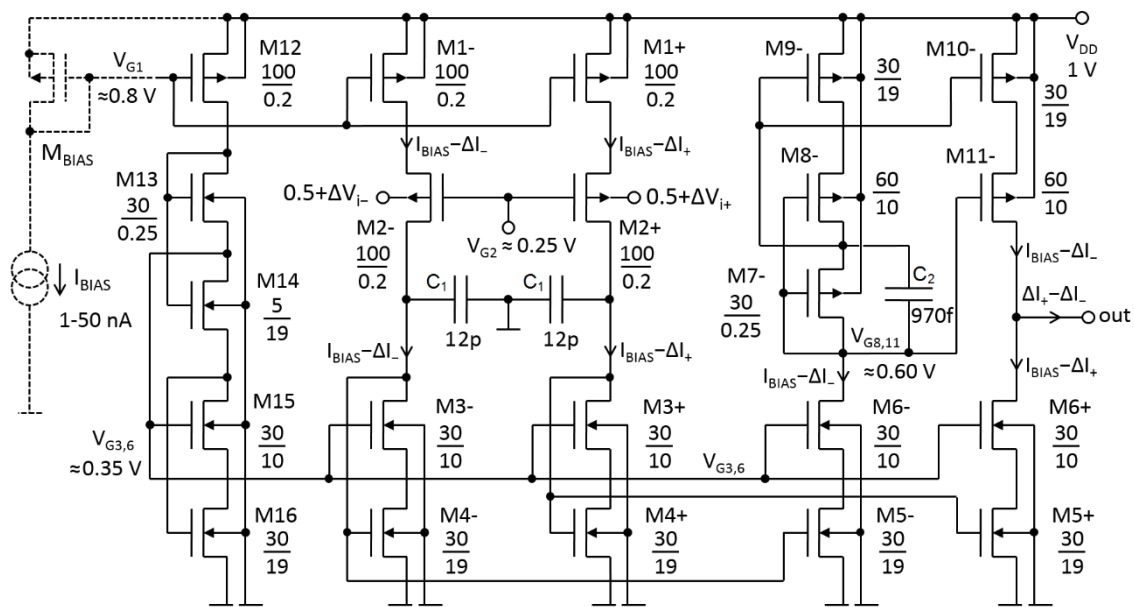 M12
100
0.2
M1-
100
0.2
M1+
100
0.2
M9-
30
19
M10-
30
19
V_DD
1 V
V_G1
≈0.8 V
M_BIAS
I_BIAS
1-50 nA
I_BIAS–ΔI_–
I_BIAS–ΔI_+
M13
30
0.25
0.5+ΔV_i–
0.5+ΔV_i+
M2-
100
0.2
V_G2≈0.25 V
M2+
100
0.2
M8-
60
10
M11-
60
10
M14
5
19
C_1
12p
C_1
12p
M7-
30
0.25
C_2
970f
I_BIAS–ΔI_–
ΔI_+–ΔI_–
out
V_G8,11
≈0.60 V
I_BIAS–ΔI_–
I_BIAS–ΔI_+
I_BIAS–ΔI_–
I_BIAS–ΔI_+
M15
30
10
V_G3,6
≈0.35 V
M3-
30
10
M3+
30
10
V_G3,6
M6-
30
10
M6+
30
10
M16
30
19
M4-
30
19
M4+
30
19
M5-
30
19
M5+
30
19